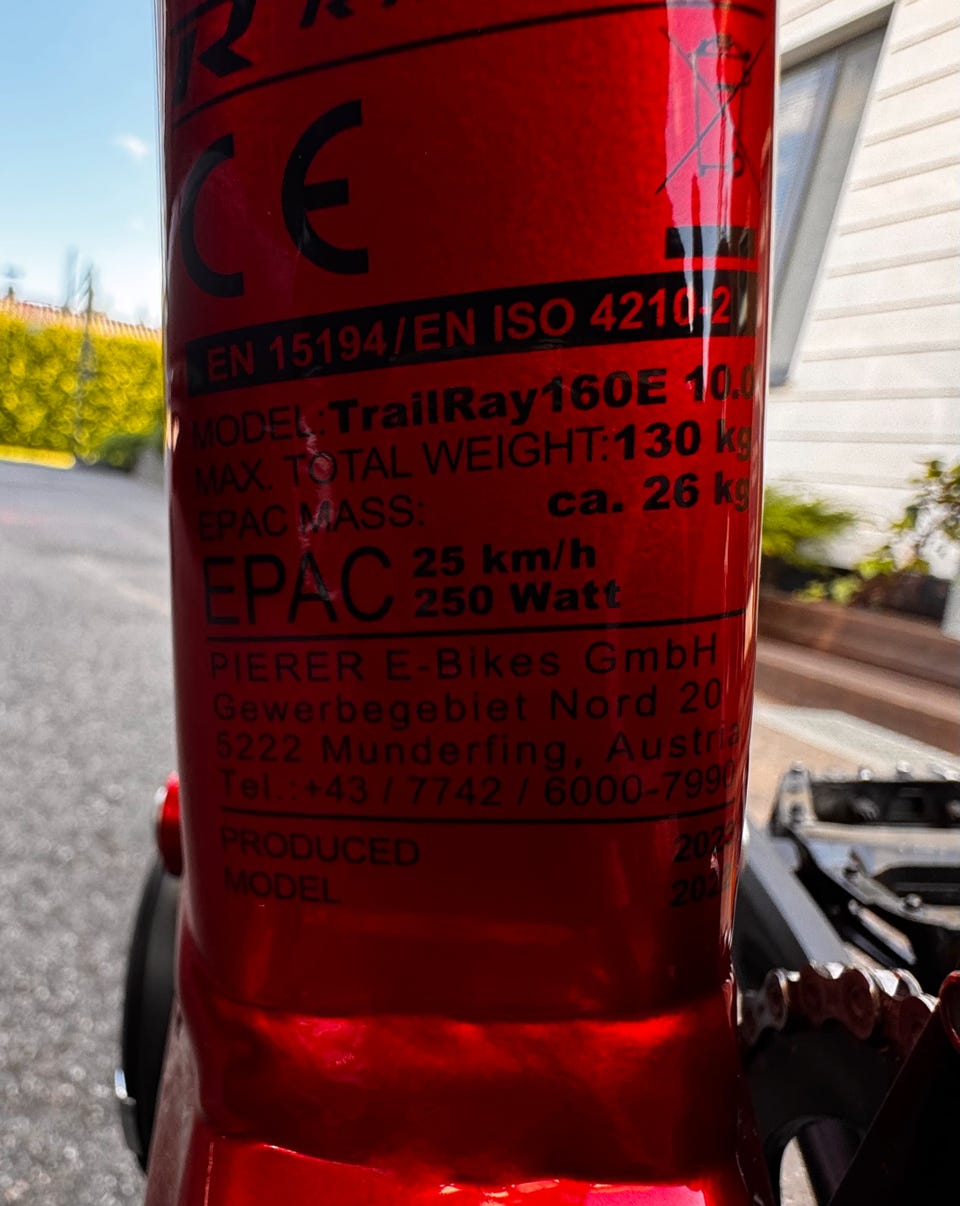 CE
EN 15194/EN ISO 4210-2
MODEL:TrailRay160E 10.0
MAX. TOTAL WEIGHT:130 kg
EPAC MASS: ca. 26 kg
EPAC 25 km/h
250 Watt
PIERER E-Bikes GmbH
Gewerbegebiet Nord 20
5222 Munderfing, Austria
Tel.:+43 / 7742 / 6000-7990
PRODUCED
MODEL